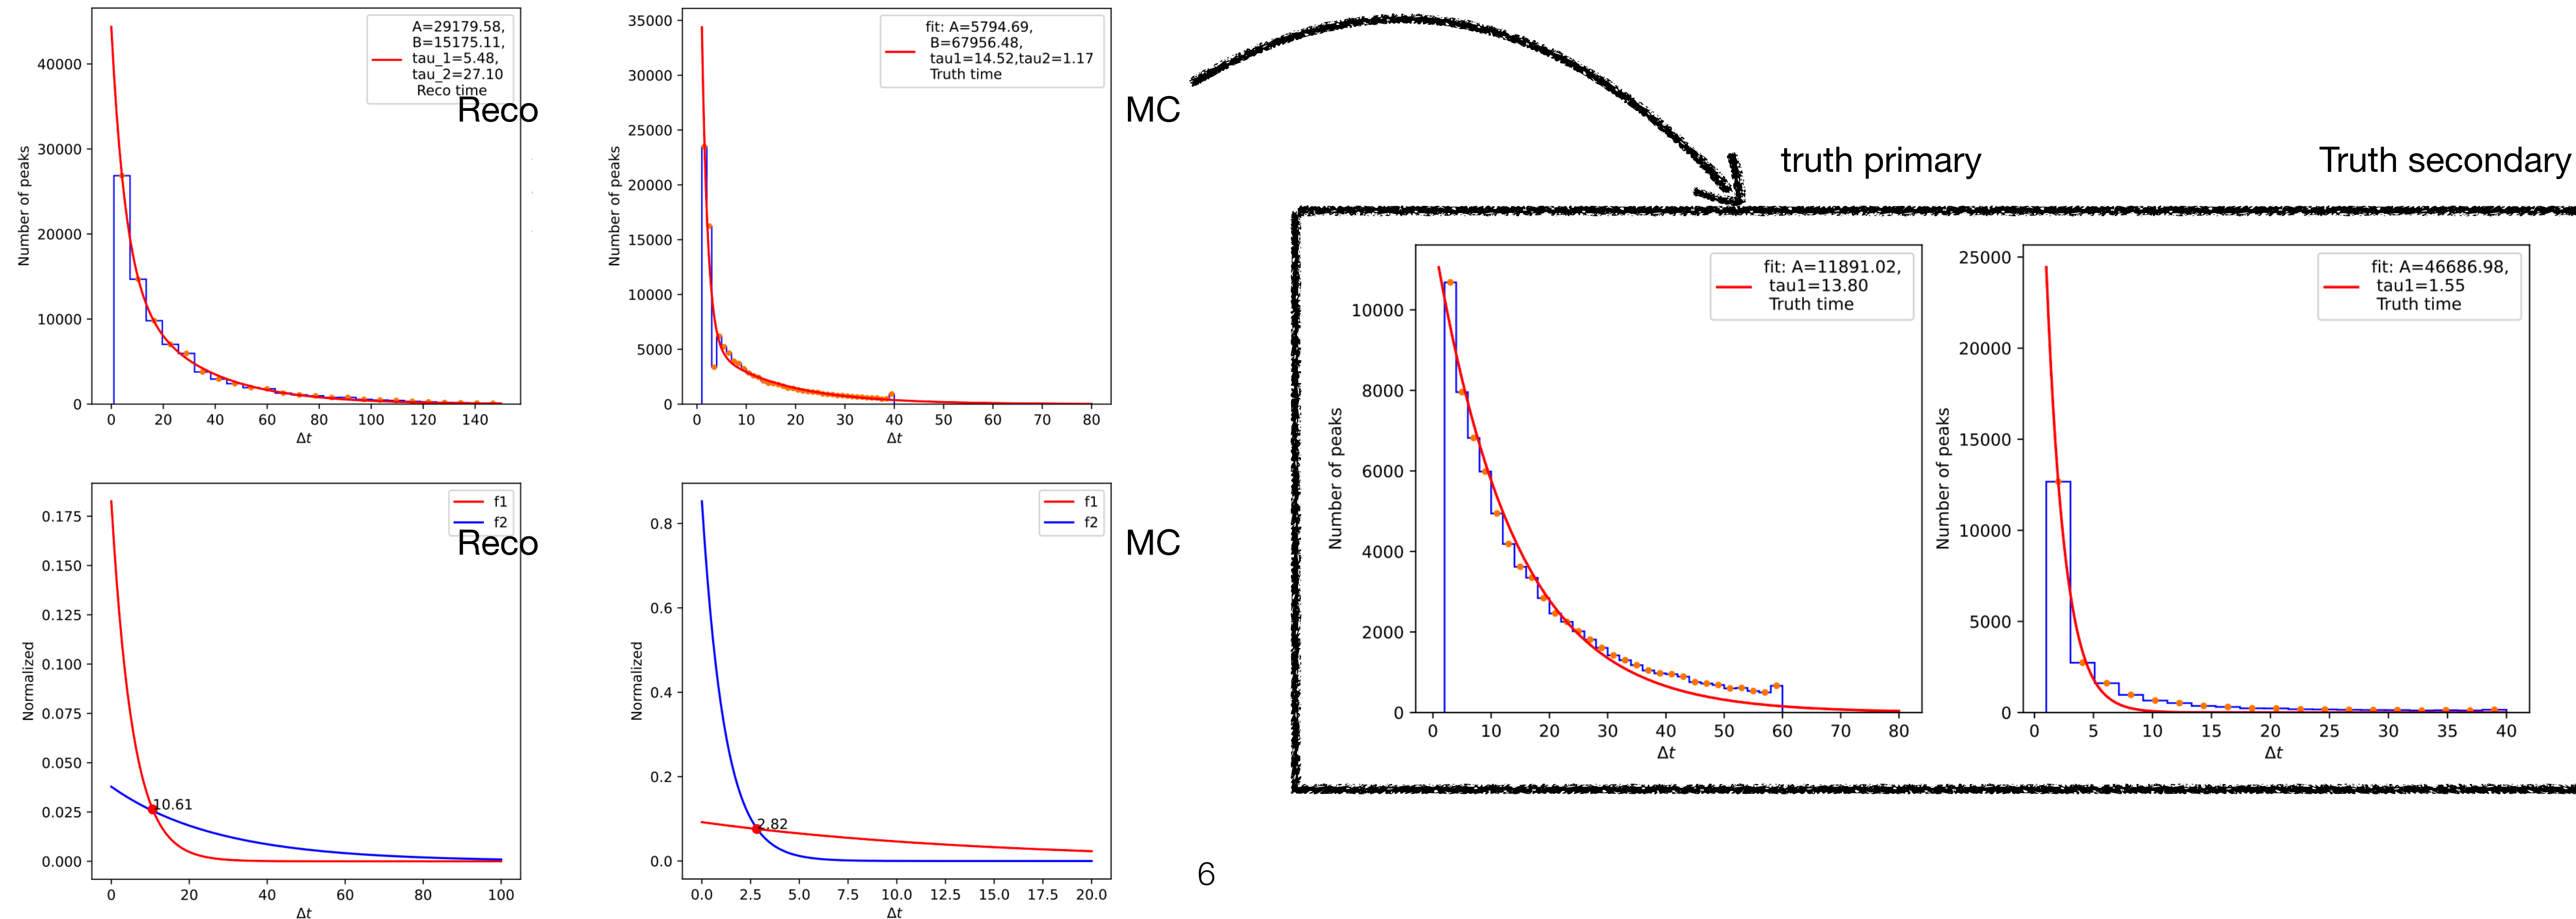 A=29179.58,
B=15175.11,
tau_1=5.48,
tau_2=27.10
Reco time
Reco
Number of peaks
40000
30000
20000
10000
0
0 20 40 60 80 100 120 140
Δt
fit: A=5794.69,
B=67956.48,
tau1=14.52,tau2=1.17
Truth time
MC
Number of peaks
35000
30000
25000
20000
15000
10000
5000
0
0 10 20 30 40 50 60 70 80
Δt
truth primary
Truth secondary
fit: A=11891.02,
tau1=13.80
Truth time
Number of peaks
10000
8000
6000
4000
2000
0
0 10 20 30 40 50 60 70 80
Δt
fit: A=46686.98,
tau1=1.55
Truth time
Number of peaks
25000
20000
15000
10000
5000
0
0 5 10 15 20 25 30 35 40
Δt
f1
f2
Reco
Normalized
0.175
0.150
0.125
0.100
0.075
0.050
0.025
0.000
10.61
0 20 40 60 80 100
Δt
f1
f2
MC
Normalized
0.8
0.6
0.4
0.2
0.0
2.82
0.0 2.5 5.0 7.5 10.0 12.5 15.0 17.5 20.0
Δt
6